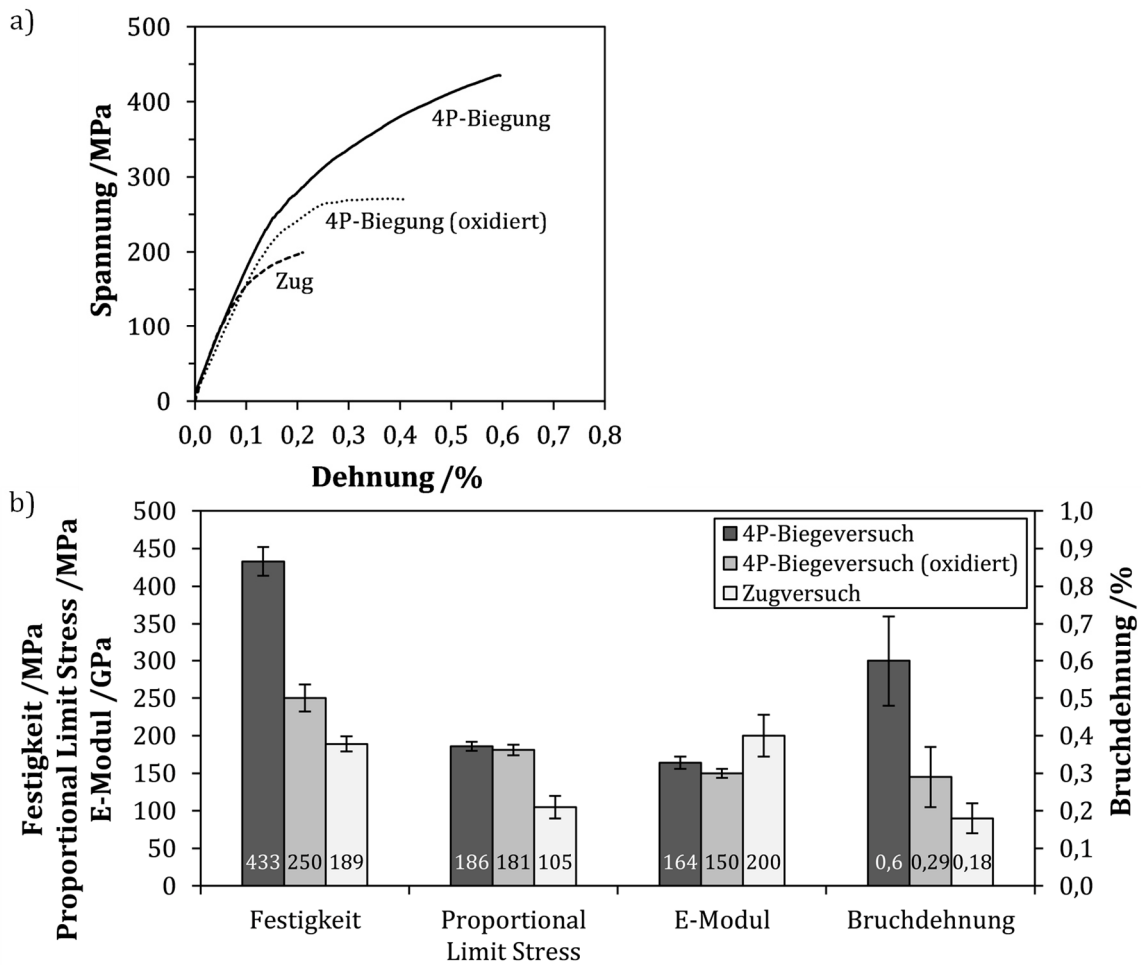 a)
500
400
300
200
100
0
Spannung /MPa
4P-Biegung
4P-Biegung (oxidiert)
Zug
0,0 0,1 0,2 0,3 0,4 0,5 0,6 0,7 0,8
Dehnung /%
b)
Festigkeit /MPa
Proportional Limit Stress /MPa
E-Modul /GPa
500
450
400
350
300
250
200
150
100
50
0
4P-Biegeversuch
4P-Biegeversuch (oxidiert)
Zugversuch
433 250 189 186 181 105 164 150 200 0,6 0,29 0,18
1,0
0,9
0,8
0,7
0,6
0,5
0,4
0,3
0,2
0,1
0,0
Bruchdehnung /%
Festigkeit Proportional E-Modul Bruchdehnung
Limit Stress